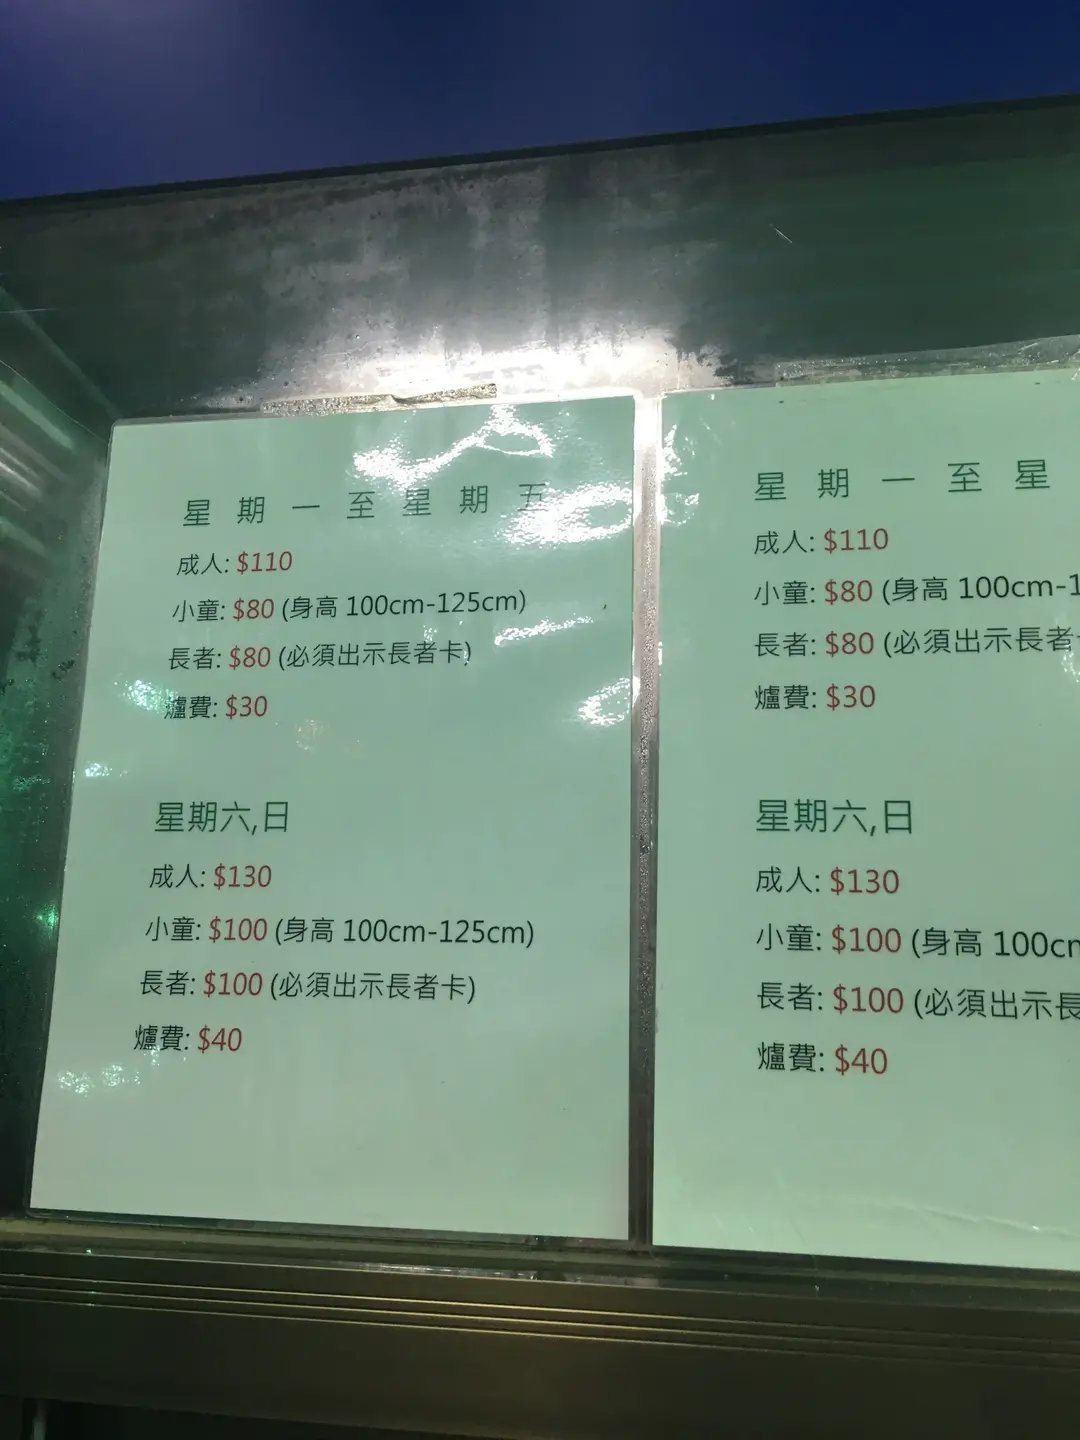 星期一至星期五
成人: $110
小童: $80 (身高 100cm-125cm)
長者: $80 (必須出示長者卡)
爐費: $30
星期六,日
成人: $130
小童: $100 (身高 100cm-125cm)
長者: $100 (必須出示長者卡)
爐費: $40
星期一至星
成人: $110
小童: $80 (身高 100cm-1
長者: $80 (必須出示長者
爐費: $30
星期六,日
成人: $130
小童: $100 (身高 100cm
長者: $100 (必須出示長
爐費: $40